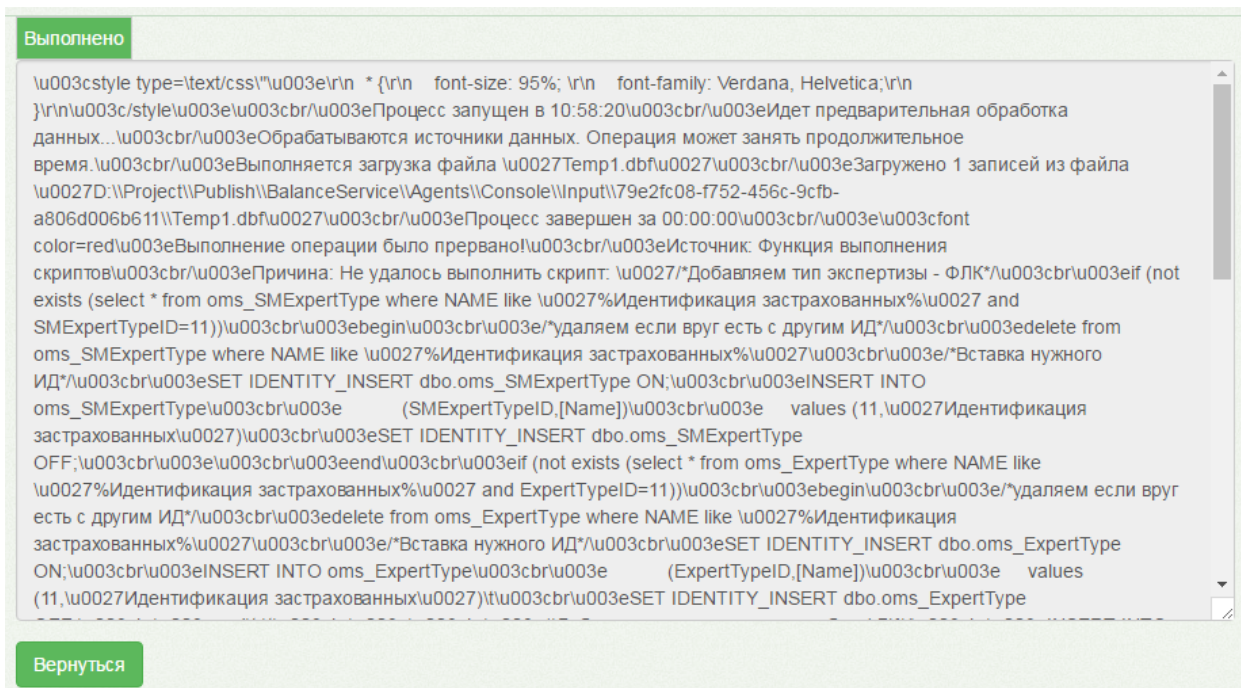 Выполнено
\u003cstyle type=\text/css\"\u003e\r\n * {\r\n font-size: 95%; \r\n font-family: Verdana, Helvetica;\r\n
}\r\n\u003c/style\u003e\u003cbr/\u003eПроцесс запущен в 10:58:20\u003cbr/\u003eИдет предварительная обработка
данных...\u003cbr/\u003eОбрабатываются источники данных. Операция может занять продолжительное
время.\u003cbr/\u003eВыполняется загрузка файла \u0027Temp1.dbf\u0027\u003cbr/\u003eЗагружено 1 записей из файла
\u0027D:\\Project\\Publish\\BalanceService\\Agents\\Console\\Input\\79e2fc08-f752-456c-9cfb-
a806d006b611\\Temp1.dbf\u0027\u003cbr/\u003eПроцесс завершен за 00:00:00\u003cbr/\u003e\u003cfont
color=red\u003eВыполнение операции было прервано!\u003cbr/\u003eИсточник: Функция выполнения
скриптов\u003cbr/\u003eПричина: Не удалось выполнить скрипт: \u0027/*Добавляем тип экспертизы - ФЛК*/\u003cbr\u003eif (not
exists (select * from oms_SMExpertType where NAME like \u0027%Идентификация застрахованных%\u0027 and
SMExpertTypeID=11))\u003cbr\u003ebegin\u003cbr\u003e/*удаляем если вруг есть с другим ИД*/\u003cbr\u003edelete from
oms_SMExpertType where NAME like \u0027%Идентификация застрахованных%\u0027\u003cbr\u003e/*Вставка нужного
ИД*/\u003cbr\u003eSET IDENTITY_INSERT dbo.oms_SMExpertType ON;\u003cbr\u003eINSERT INTO
oms_SMExpertType\u003cbr\u003e (SMExpertTypeID,[Name])\u003cbr\u003e values (11,\u0027Идентификация
застрахованных\u0027)\u003cbr\u003eSET IDENTITY_INSERT dbo.oms_SMExpertType
OFF;\u003cbr\u003e\u003cbr\u003eend\u003cbr\u003eif (not exists (select * from oms_ExpertType where NAME like
\u0027%Идентификация застрахованных%\u0027 and ExpertTypeID=11))\u003cbr\u003ebegin\u003cbr\u003e/*удаляем если вруг
есть с другим ИД*/\u003cbr\u003edelete from oms_ExpertType where NAME like \u0027%Идентификация
застрахованных%\u0027\u003cbr\u003e/*Вставка нужного ИД*/\u003cbr\u003eSET IDENTITY_INSERT dbo.oms_ExpertType
ON;\u003cbr\u003eINSERT INTO oms_ExpertType\u003cbr\u003e (ExpertTypeID,[Name])\u003cbr\u003e values
(11,\u0027Идентификация застрахованных\u0027)\t\u003cbr\u003eSET IDENTITY_INSERT dbo.oms_ExpertType
Вернуться